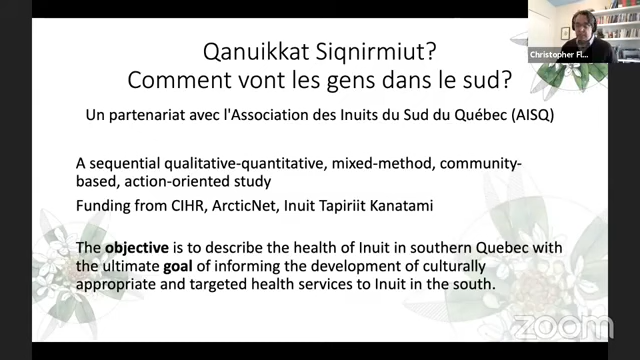 Qanuikkat Siqnirmiut?
Comment vont les gens dans le sud?
Un partenariat avec l'Association des Inuits du Sud du Québec (AISQ)
A sequential qualitative-quantitative, mixed-method, community-
based, action-oriented study
Funding from CIHR, ArcticNet, Inuit Tapiriit Kanatami
The objective is to describe the health of Inuit in southern Quebec with
the ultimate goal of informing the development of culturally
appropriate and targeted health services to Inuit in the south.
Christopher Fl...
zoom